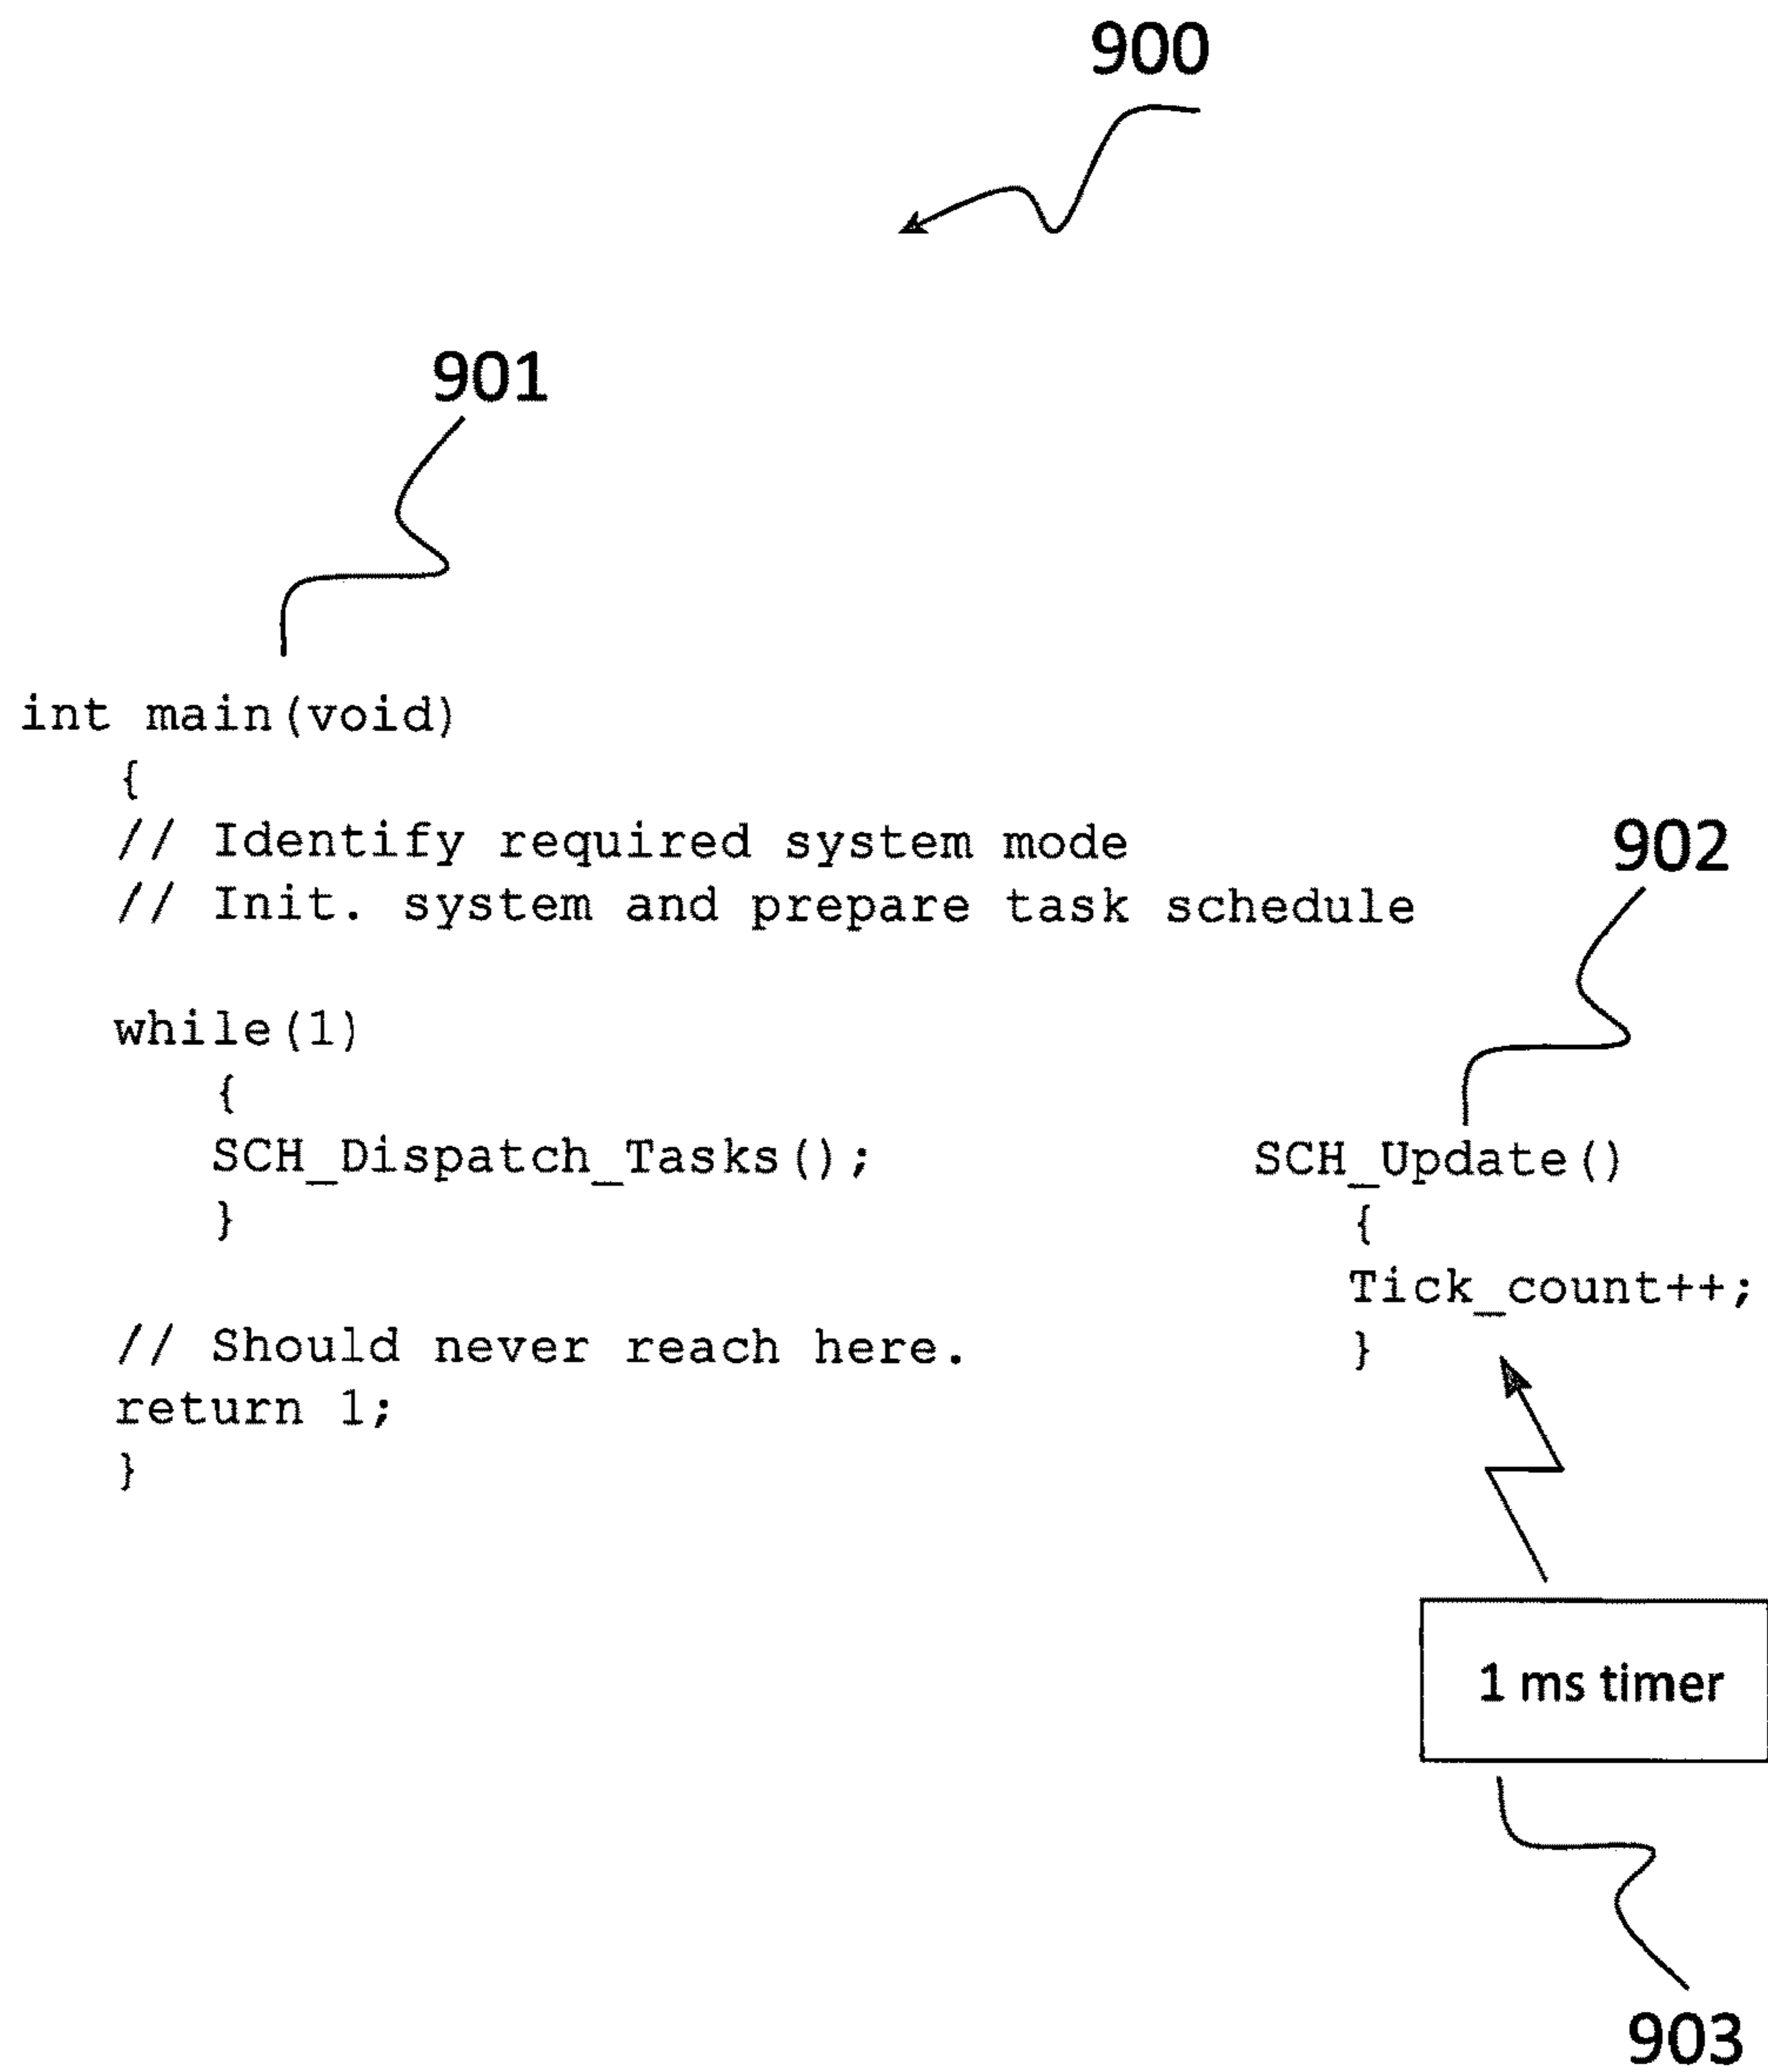 900
901
int main(void)
{
// Identify required system mode
// Init. system and prepare task schedule
while(1)
{
SCH_Dispatch_Tasks();
}
// Should never reach here.
return 1;
}
902
SCH_Update()
{
Tick_count++;
}
1 ms timer
903